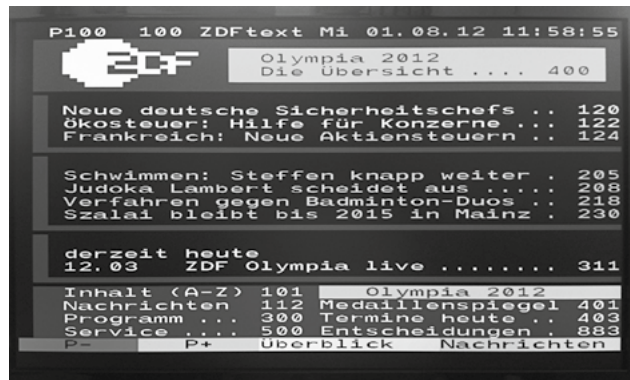 P100 100 ZDFtext Mi 01.08.12 11:58:55
ZDF
Olympia 2012
Die Übersicht .... 400
Neue deutsche Sicherheitschefs .. 120
Ökosteuer: Hilfe für Konzerne ... 122
Frankreich: Neue Aktiensteuern .. 124
Schwimmen: Steffen knapp weiter . 205
Judoka Lambert scheidet aus ..... 208
Verfahren gegen Badminton-Duos .. 218
Szalai bleibt bis 2015 in Mainz . 230
derzeit heute
12.03 ZDF Olympia live ........ 311
Inhalt (A-Z) 101 Olympia 2012
Nachrichten 112 Medaillenspiegel 401
Programm ... 300 Termine heute .. 403
Service .... 500 Entscheidungen . 883
P- P+ Überblick Nachrichten